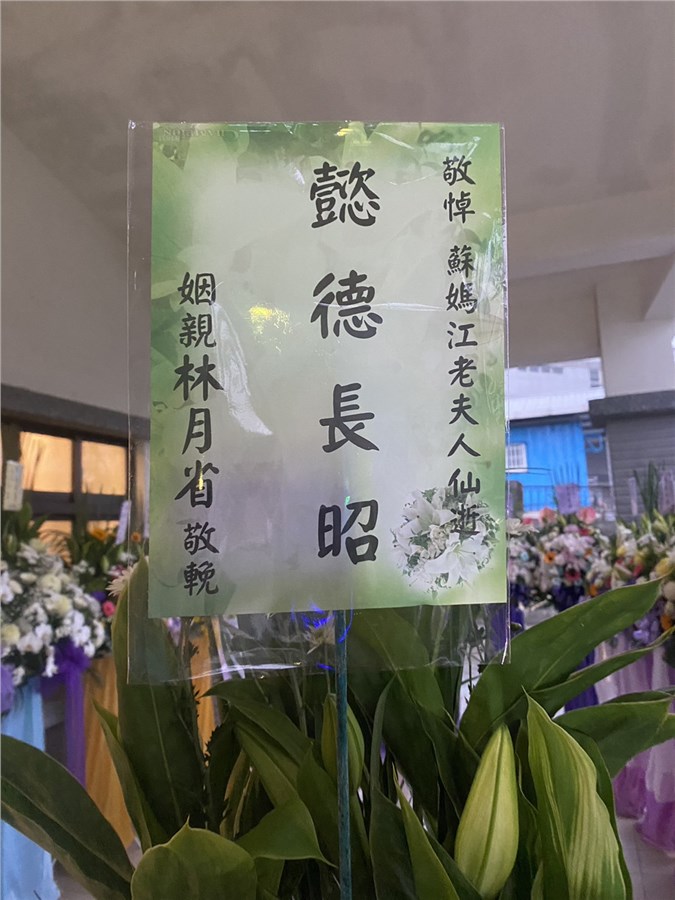 敬悼 蘇媽江老夫人仙逝
懿德長昭
姻親林月省敬輓